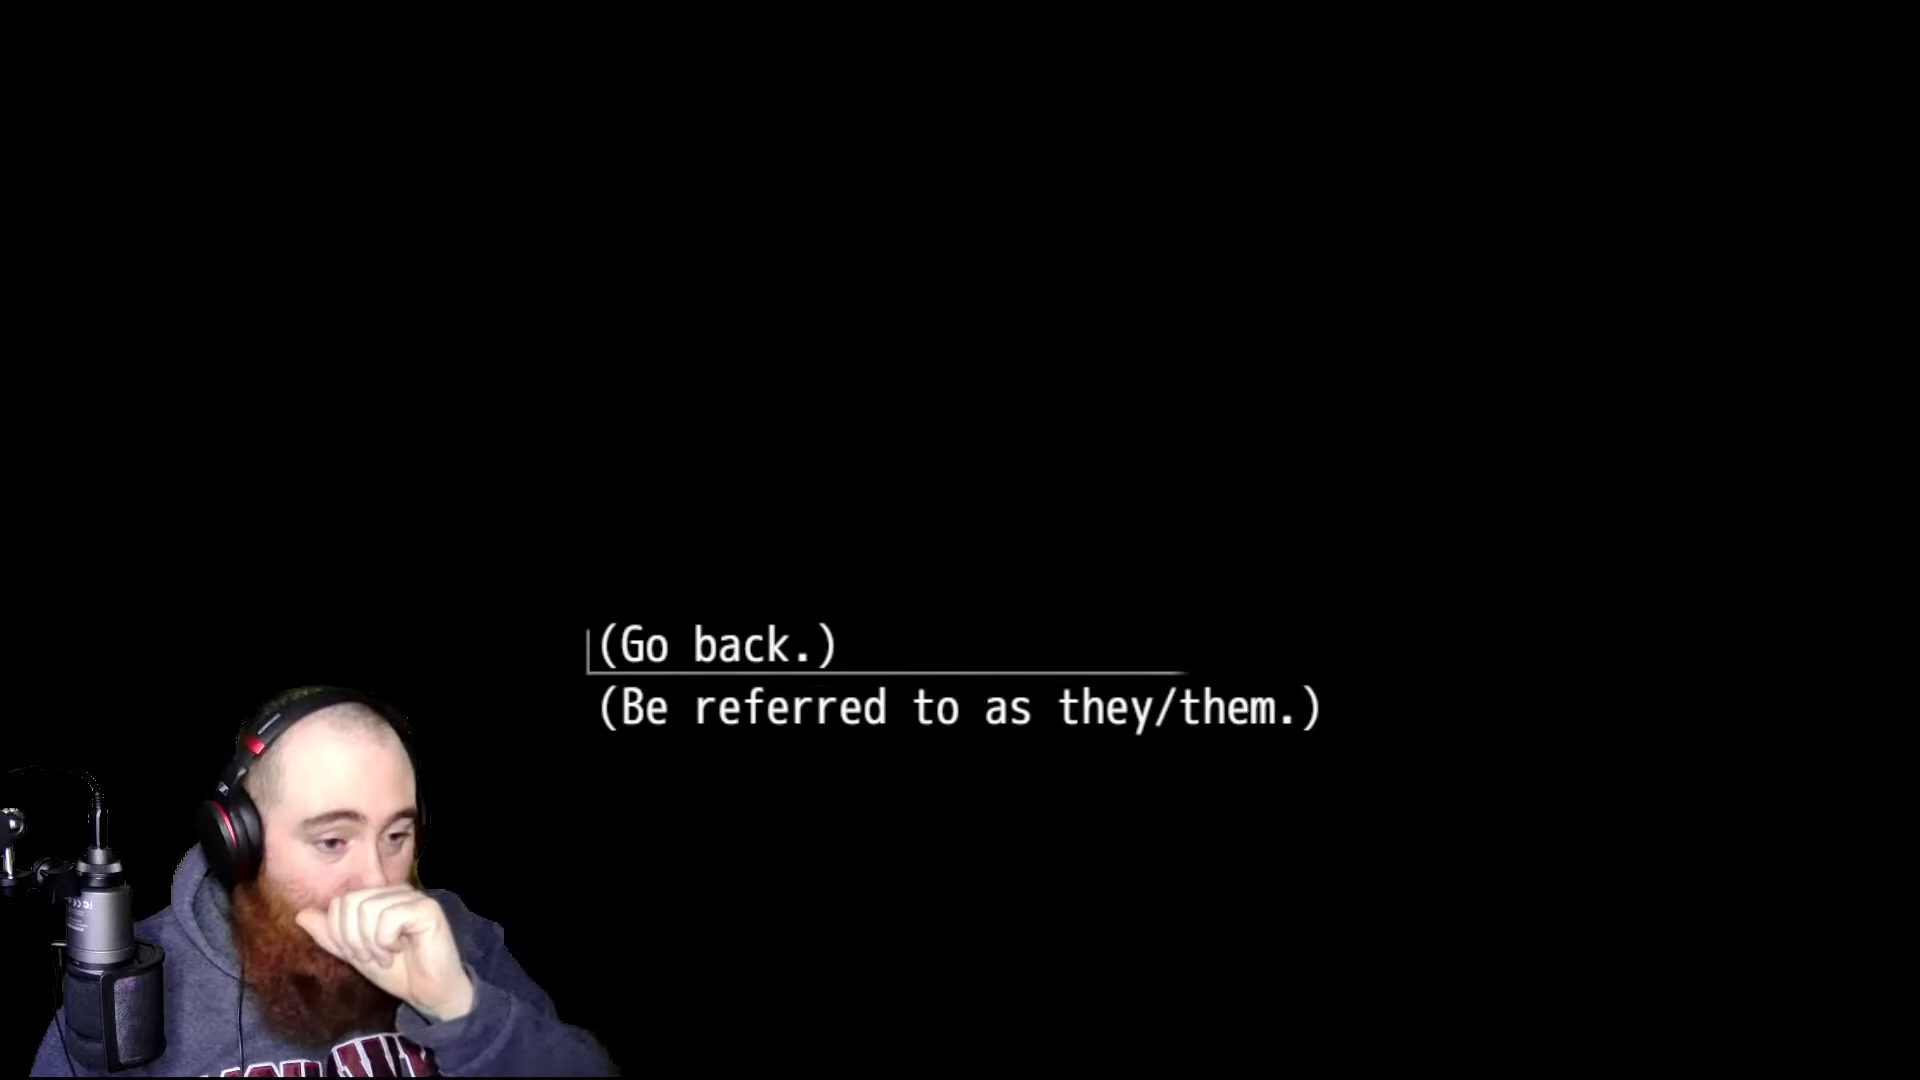 (Go back.)
(Be referred to as they/them.)